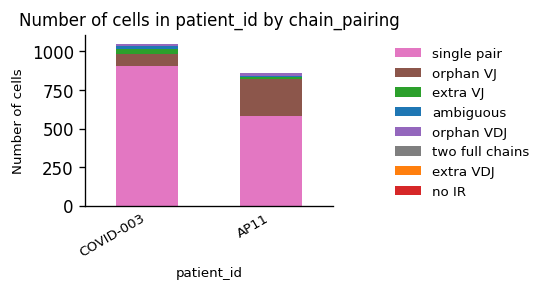 Number of cells in patient_id by chain_pairing
Number of cells
1000
750
500
250
0
COVID-003
AP11
patient_id
single pair
orphan VJ
extra VJ
ambiguous
orphan VDJ
two full chains
extra VDJ
no IR